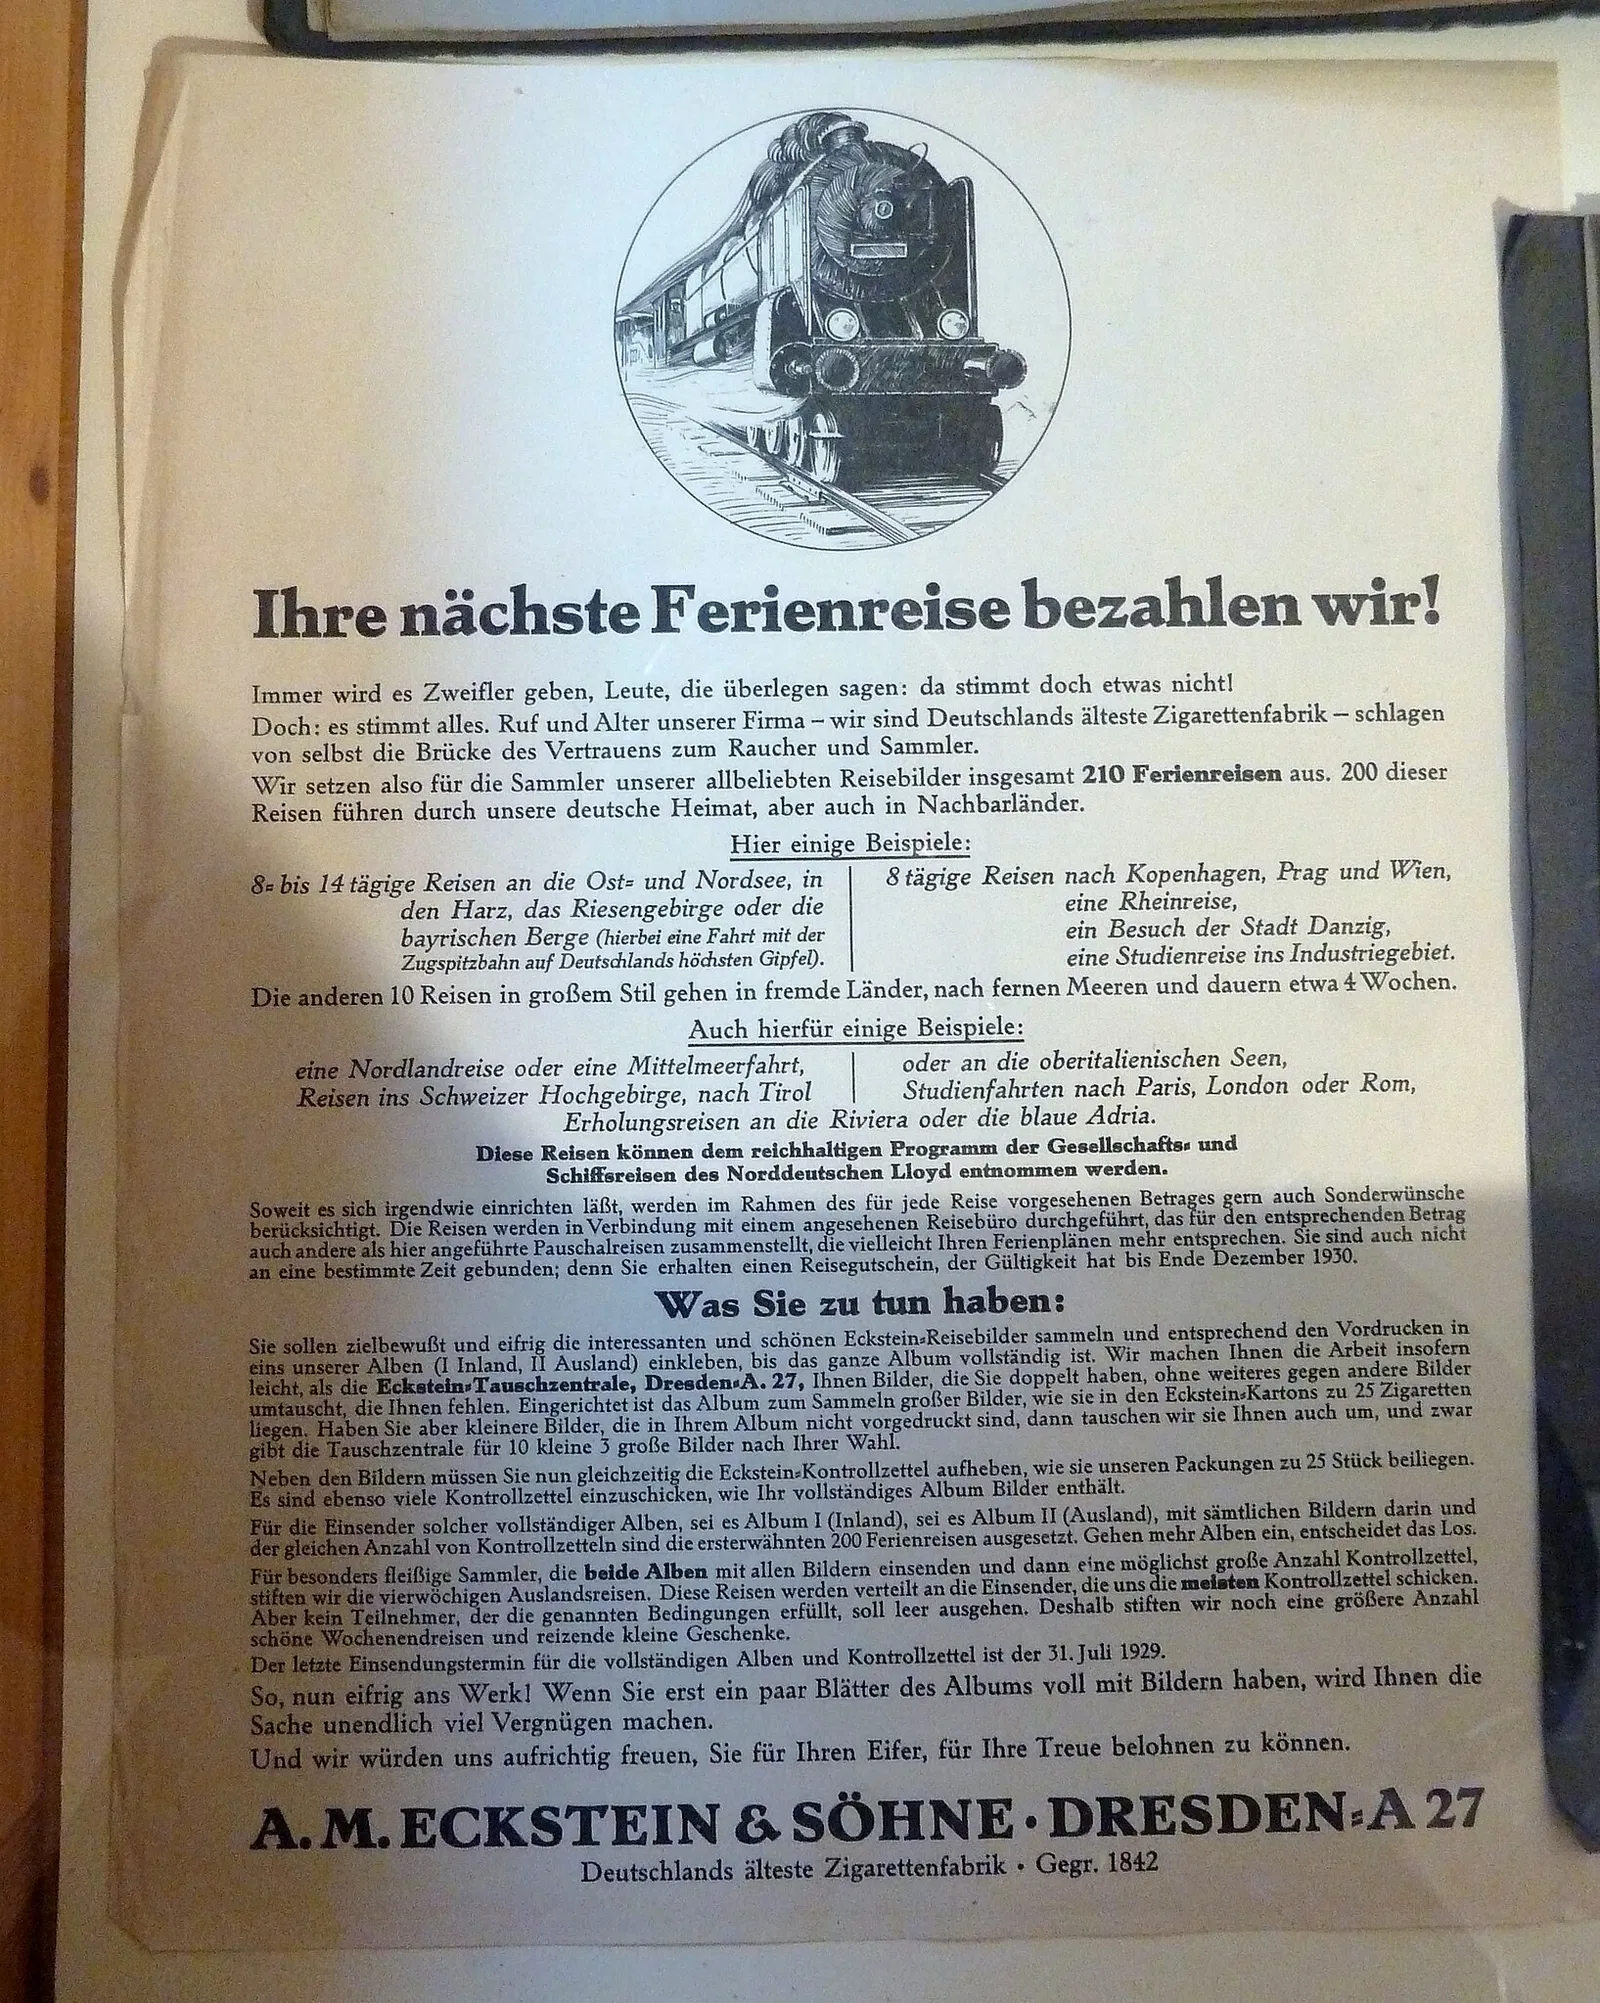 Ihre nächste Ferienreise bezahlen wir!
Immer wird es Zweifler geben, Leute, die überlegen sagen: da stimmt doch etwas nicht!
Doch: es stimmt alles. Ruf und Alter unserer Firma – wir sind Deutschlands älteste Zigarettenfabrik – schlagen
von selbst die Brücke des Vertrauens zum Raucher und Sammler.
Wir setzen also für die Sammler unserer allbeliebten Reisebilder insgesamt 210 Ferienreisen aus. 200 dieser
Reisen führen durch unsere deutsche Heimat, aber auch in Nachbarländer.
Hier einige Beispiele:
8= bis 14 tägige Reisen an die Ost= und Nordsee, in
den Harz, das Riesengebirge oder die
bayrischen Berge (hierbei eine Fahrt mit der
Zugspitzbahn auf Deutschlands höchsten Gipfel).
8 tägige Reisen nach Kopenhagen, Prag und Wien,
eine Rheinreise,
ein Besuch der Stadt Danzig,
eine Studienreise ins Industriegebiet.
Die anderen 10 Reisen in großem Stil gehen in fremde Länder, nach fernen Meeren und dauern etwa 4 Wochen.
Auch hierfür einige Beispiele:
eine Nordlandreise oder eine Mittelmeerfahrt,
Reisen ins Schweizer Hochgebirge, nach Tirol
oder an die oberitalienischen Seen,
Studienfahrten nach Paris, London oder Rom,
Erholungsreisen an die Riviera oder die blaue Adria.
Diese Reisen können dem reichhaltigen Programm der Gesellschafts= und
Schiffsreisen des Norddeutschen Lloyd entnommen werden.
Soweit es sich irgendwie einrichten läßt, werden im Rahmen des für jede Reise vorgesehenen Betrages gern auch Sonderwünsche
berücksichtigt. Die Reisen werden in Verbindung mit einem angesehenen Reisebüro durchgeführt, das für den entsprechenden Betrag
auch andere als hier angeführte Pauschalreisen zusammenstellt, die vielleicht Ihren Ferienplänen mehr entsprechen. Sie sind auch nicht
an eine bestimmte Zeit gebunden; denn Sie erhalten einen Reisegutschein, der Gültigkeit hat bis Ende Dezember 1930.
Was Sie zu tun haben:
Sie sollen zielbewußt und eifrig die interessanten und schönen Eckstein=Reisebilder sammeln und entsprechend den Vordrucken in
eins unserer Alben (I Inland, II Ausland) einkleben, bis das ganze Album vollständig ist. Wir machen Ihnen die Arbeit insofern
leicht, als die Eckstein=Tauschzentrale, Dresden=A. 27, Ihnen Bilder, die Sie doppelt haben, ohne weiteres gegen andere Bilder
umtauscht, die Ihnen fehlen. Eingerichtet ist das Album zum Sammeln großer Bilder, wie sie in den Eckstein=Kartons zu 25 Zigaretten
liegen. Haben Sie aber kleinere Bilder, die in Ihrem Album nicht vorgedruckt sind, dann tauschen wir sie Ihnen auch um, und zwar
gibt die Tauschzentrale für 10 kleine 3 große Bilder nach Ihrer Wahl.
Neben den Bildern müssen Sie nun gleichzeitig die Eckstein=Kontrollzettel aufheben, wie sie unseren Packungen zu 25 Stück beiliegen.
Es sind ebenso viele Kontrollzettel einzuschicken, wie Ihr vollständiges Album Bilder enthält.
Für die Einsender solcher vollständiger Alben, sei es Album I (Inland), sei es Album II (Ausland), mit sämtlichen Bildern darin und
der gleichen Anzahl von Kontrollzetteln sind die ersterwähnten 200 Ferienreisen ausgesetzt. Gehen mehr Alben ein, entscheidet das Los.
Für besonders fleißige Sammler, die beide Alben mit allen Bildern einsenden und dann eine möglichst große Anzahl Kontrollzettel,
stiften wir die vierwöchigen Auslandsreisen. Diese Reisen werden verteilt an die Einsender, die uns die meisten Kontrollzettel schicken.
Aber kein Teilnehmer, der die genannten Bedingungen erfüllt, soll leer ausgehen. Deshalb stiften wir noch eine größere Anzahl
schöne Wochenendreisen und reizende kleine Geschenke.
Der letzte Einsendungstermin für die vollständigen Alben und Kontrollzettel ist der 31. Juli 1929.
So, nun eifrig ans Werk! Wenn Sie erst ein paar Blätter des Albums voll mit Bildern haben, wird Ihnen die
Sache unendlich viel Vergnügen machen.
Und wir würden uns aufrichtig freuen, Sie für Ihren Eifer, für Ihre Treue belohnen zu können.
A. M. ECKSTEIN & SÖHNE · DRESDEN=A 27
Deutschlands älteste Zigarettenfabrik · Gegr. 1842